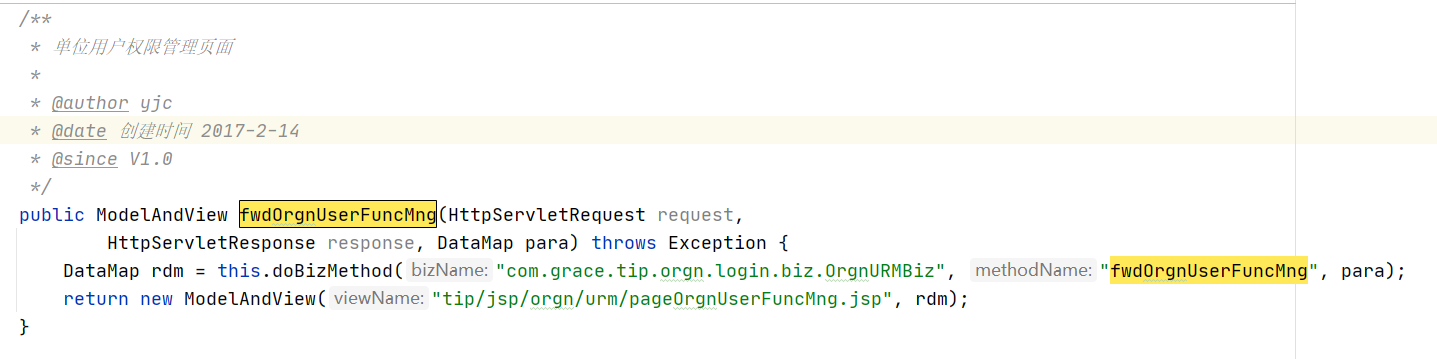 /**
 * 单位用户权限管理页面
 *
 * @author yjc
 * @date 创建时间 2017-2-14
 * @since V1.0
 */
public ModelAndView fwdOrgnUserFuncMng(HttpServletRequest request,
        HttpServletResponse response, DataMap para) throws Exception {
    DataMap rdm = this.doBizMethod( bizName: "com.grace.tip.orgn.login.biz.OrgnURMBiz", methodName: "fwdOrgnUserFuncMng", para);
    return new ModelAndView( viewName: "tip/jsp/orgn/urm/pageOrgnUserFuncMng.jsp", rdm);
}